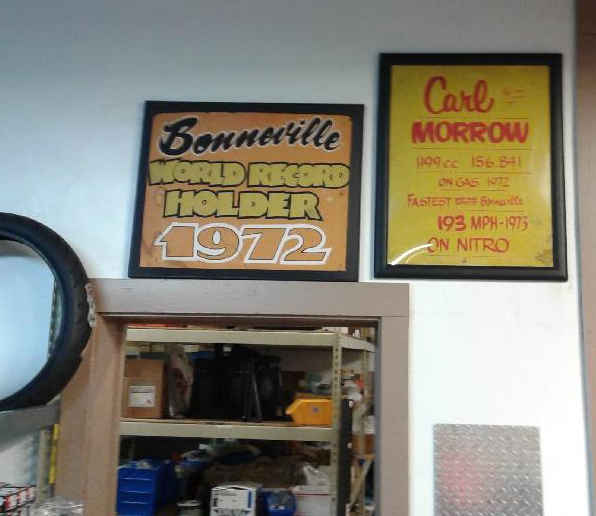 Bonneville
WORLD RECORD
HOLDER
1972
Carl
MORROW
1199cc 156.841
ON GAS 1972
FASTEST Bonneville
193 MPH-1973
ON NITRO